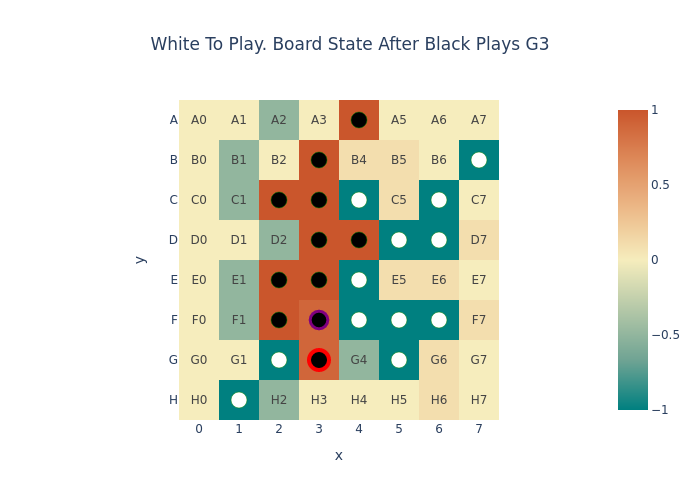 White To Play. Board State After Black Plays G3
A A0 A1 A2 A3 A5 A6 A7
B B0 B1 B2 B4 B5 B6
C C0 C1 C5 C7
D D0 D1 D2 D7
E E0 E1 E5 E6 E7
F F0 F1 F7
G G0 G1 G4 G6 G7
H H0 H2 H3 H4 H5 H6 H7
0 1 2 3 4 5 6 7
x
y
1
0.5
0
−0.5
−1